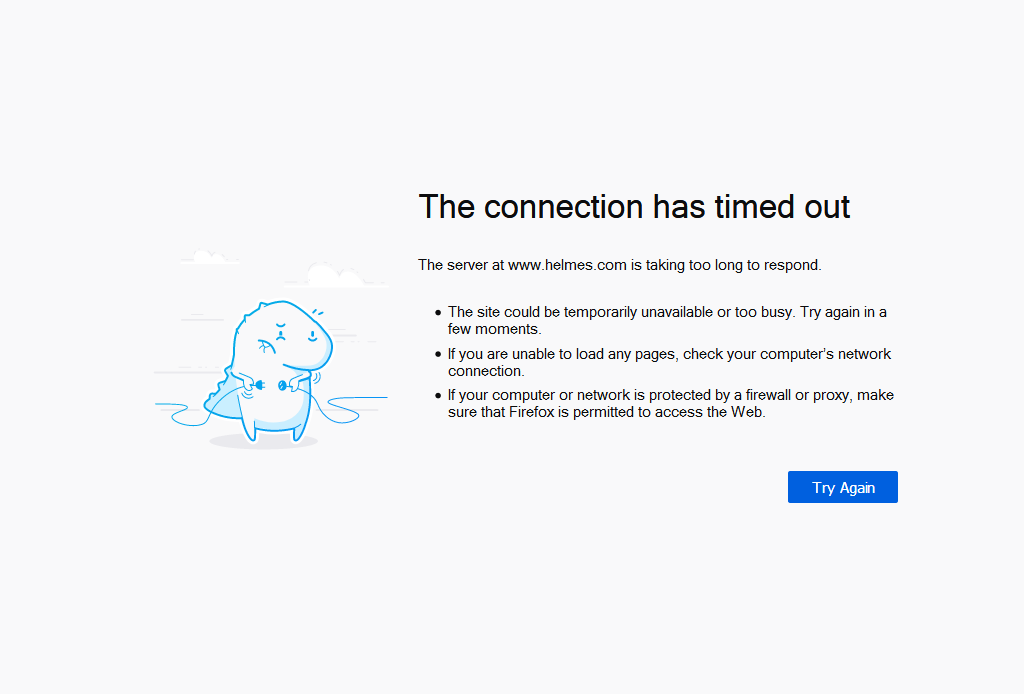 The connection has timed out
The server at www.helmes.com is taking too long to respond.
The site could be temporarily unavailable or too busy. Try again in a
few moments.
If you are unable to load any pages, check your computer’s network
connection.
If your computer or network is protected by a firewall or proxy, make
sure that Firefox is permitted to access the Web.
Try Again